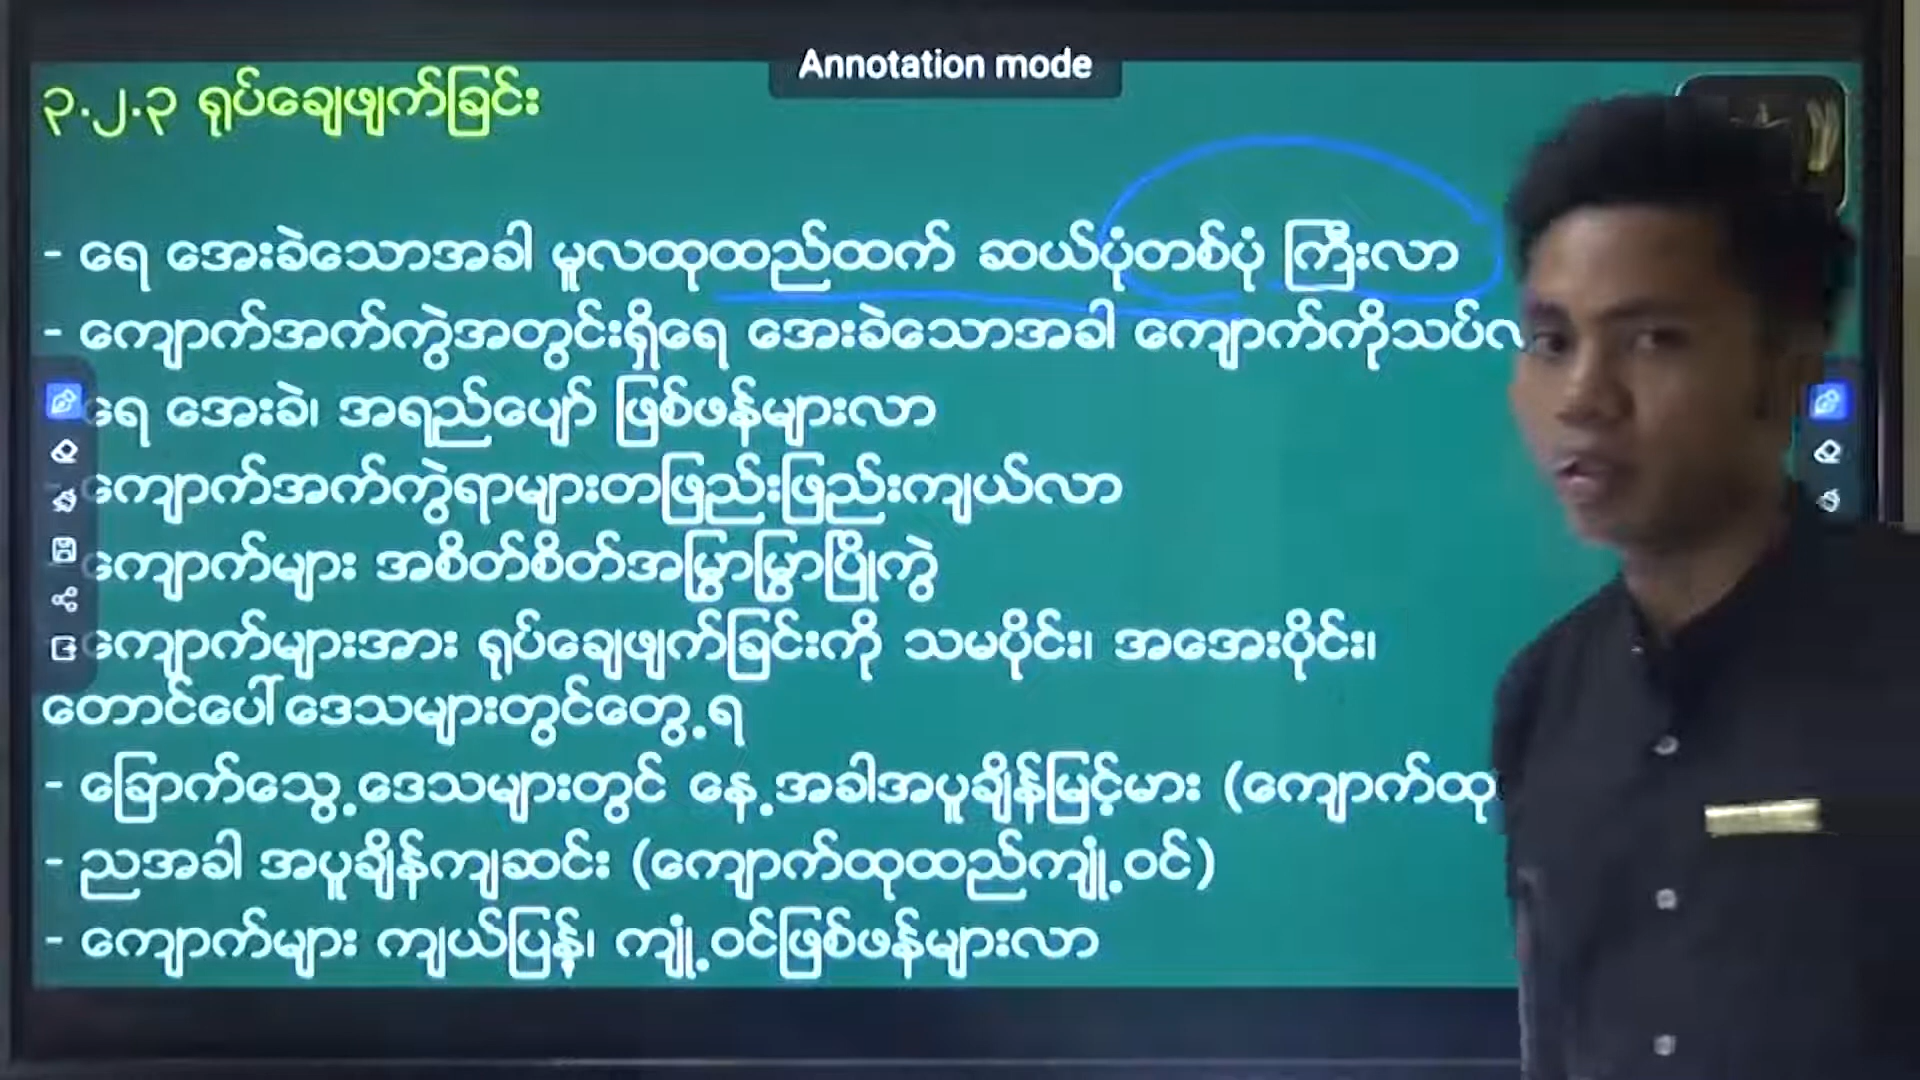 Annotation mode
၃.၂.၃ ရုပ်ချေဖျက်ခြင်း
- ရေ အေးခဲသောအခါ မူလထုထည်ထက် ဆယ်ပုံတစ်ပုံ ကြီးလာ
- ကျောက်အက်ကွဲအတွင်းရှိရေ အေးခဲသောအခါ ကျောက်ကို
ရေ အေးခဲ၊ အရည်ပျော် ဖြစ်ဖန်များလာ
ကျောက်အက်ကွဲရာများတဖြည်းဖြည်းကျယ်လာ
ကျောက်များ အစိတ်စိတ်အမြွှာမြွှာပြိုကွဲ
ကျောက်များအား ရုပ်ချေဖျက်ခြင်းကို သမပိုင်း၊ အအေးပိုင်း၊
တောင်ပေါ်ဒေသများတွင်တွေ့ရ
- ခြောက်သွေ့ဒေသများတွင် နေ့အခါအပူချိန်မြင့်မား (ကျောက်ထု
- ညအခါ အပူချိန်ကျဆင်း (ကျောက်ထုထည်ကျုံ့ဝင်)
- ကျောက်များ ကျယ်ပြန့်၊ ကျုံ့ဝင်ဖြစ်ဖန်များလာ